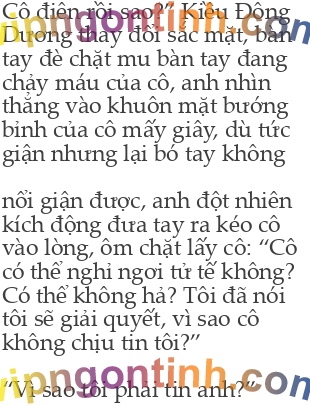 Cô điên rồi sao?” Kiều Đông
Dương thay đổi sắc mặt, bàn
tay đè chặt mu bàn tay đang
chảy máu của cô, anh nhìn
thẳng vào khuôn mặt bướng
bỉnh của cô mấy giây, dù tức
giận nhưng lại bó tay không
nổi giận được, anh đột nhiên
kích động đưa tay ra kéo cô
vào lòng, ôm chặt lấy cô: “Cô
có thể nghỉ ngơi tử tế không?
Có thể không hả? Tôi đã nói
tôi sẽ giải quyết, vì sao cô
không chịu tin tôi?”
“Vì sao tôi phải tin anh?”
vipngontinh.com
vipngontinh.com